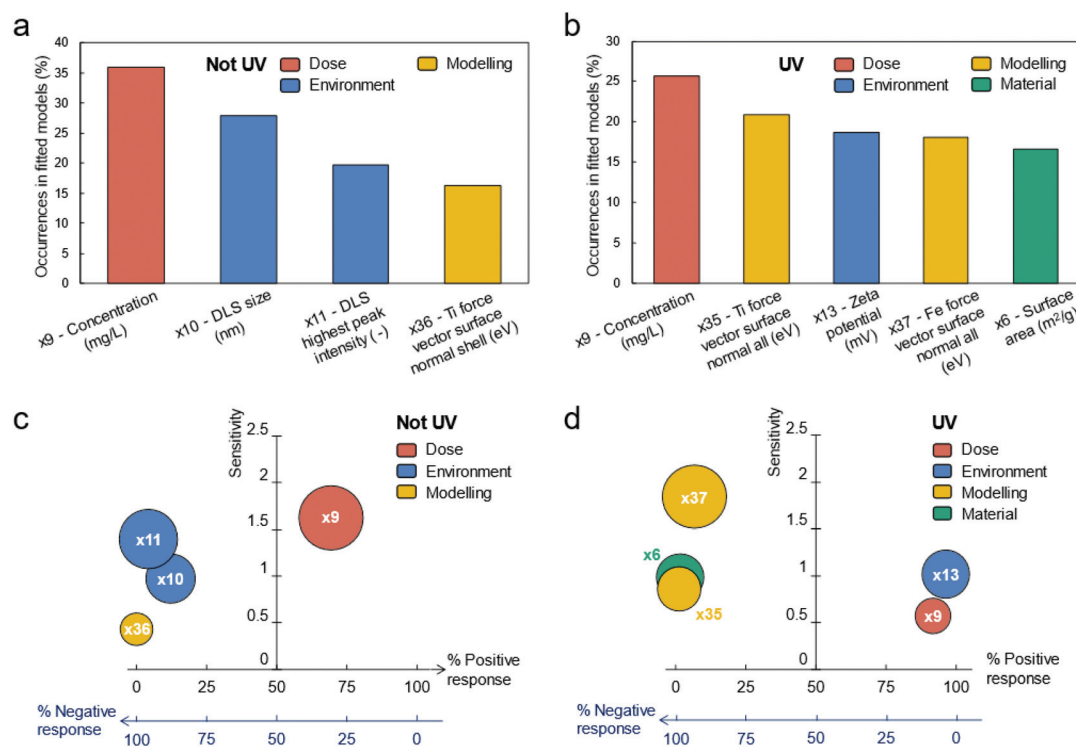 a
Occurrences in fitted models (%)
40
35
30
25
20
15
10
5
0
Not UV
Dose
Environment
Modelling
x9 - Concentration
(mg/L)
x10 - DLS size
(nm)
x11 - DLS
highest peak
intensity (-)
x36 - Ti force
vector surface
normal shell (eV)
b
Occurrences in fitted models (%)
30
25
20
15
10
5
0
UV
Dose
Environment
Modelling
Material
x9 - Concentration
(mg/L)
x35 - Ti force
vector surface
normal all (eV)
x13 - Zeta
potential
(mV)
x37 - Fe force
vector surface
normal all
(eV)
x6 - Surface
area (m²/g)
c
Sensitivity
2.5
2
1.5
1
0.5
0
Not UV
Dose
Environment
Modelling
x9
x11
x10
x36
0 25 50 75 100
% Positive
response
% Negative
response
100 75 50 25 0
d
Sensitivity
2.5
2
1.5
1
0.5
0
UV
Dose
Environment
Modelling
Material
x37
x6
x35
x13
x9
0 25 50 75 100
% Positive
response
% Negative
response
100 75 50 25 0